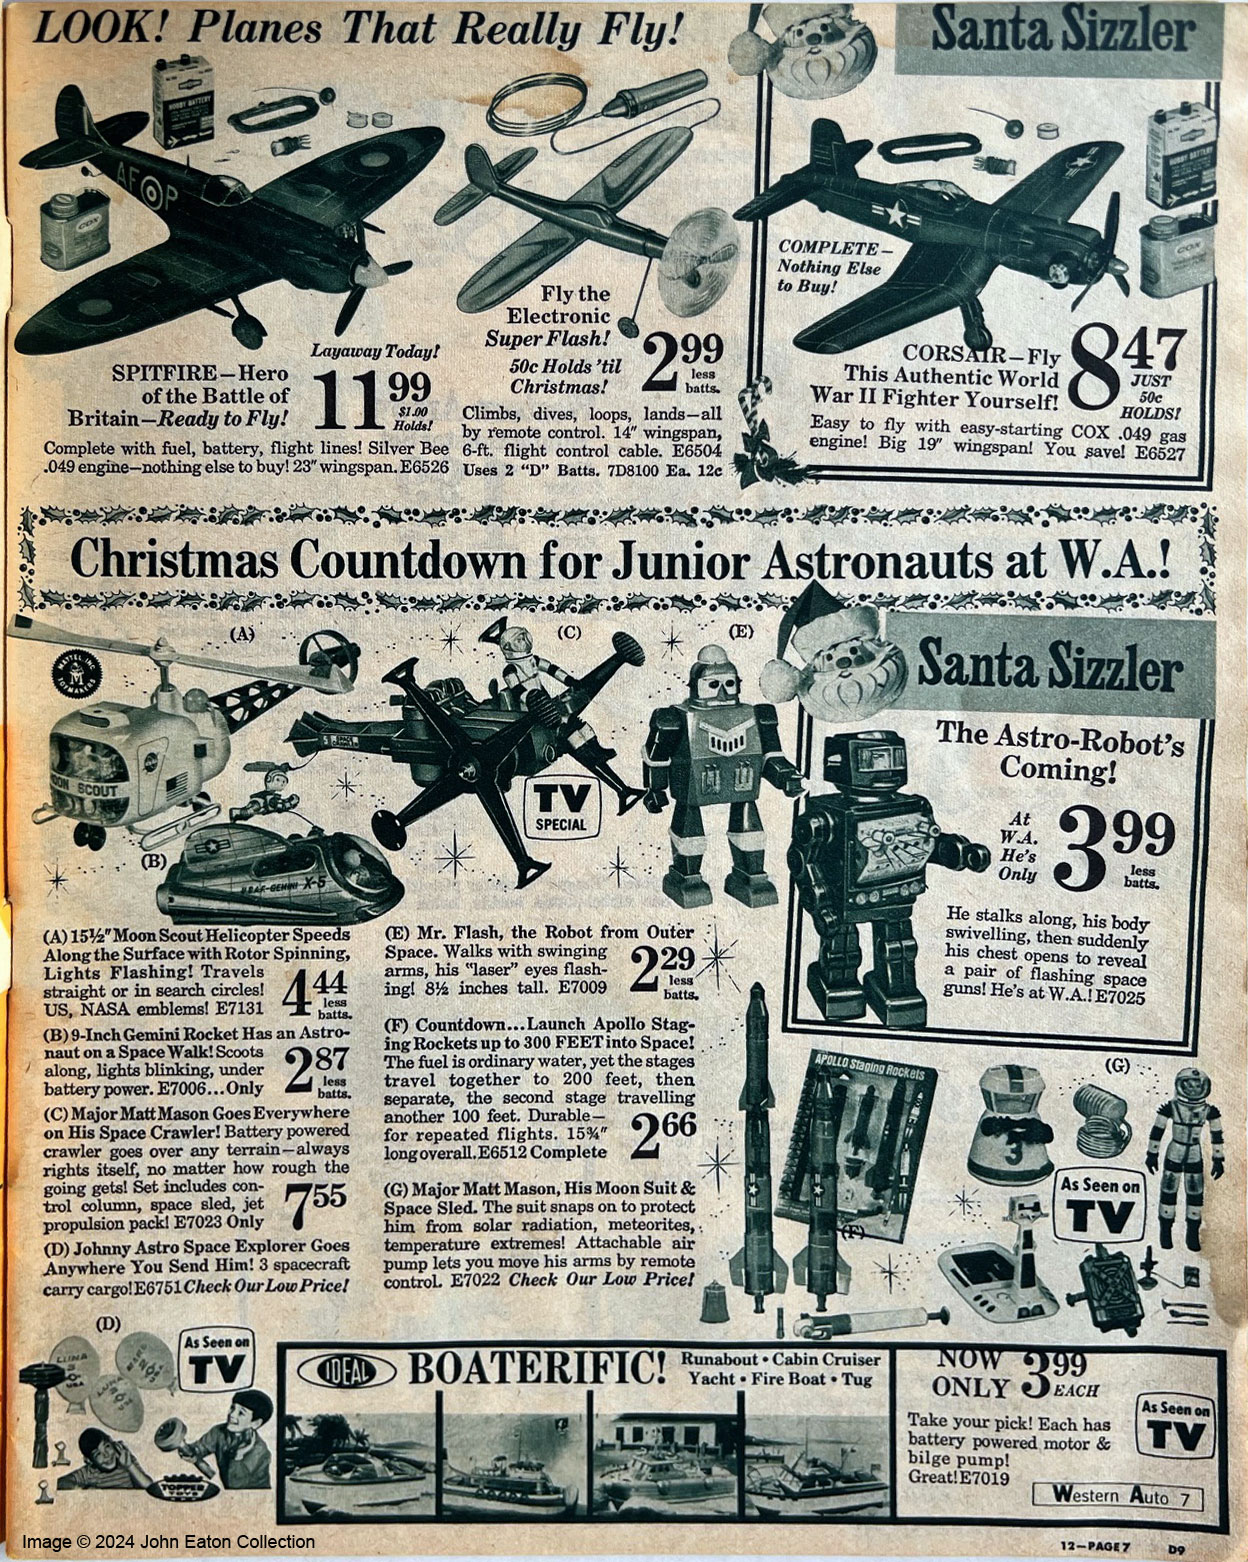 LOOK! Planes That Really Fly!
Santa Sizzler
HOBBY BATTERY
COX
AF P
Layaway Today!
SPITFIRE—Hero
of the Battle of
Britain—Ready to Fly!
11 99
$1.00
Holds!
Complete with fuel, battery, flight lines! Silver Bee
.049 engine—nothing else to buy! 23" wingspan. E6526
Fly the
Electronic
Super Flash!
50c Holds 'til
Christmas!
2 99
less
batts.
Climbs, dives, loops, lands—all
by remote control. 14" wingspan,
6-ft. flight control cable. E6504
Uses 2 "D" Batts. 7D8100 Ea. 12c
HOBBY BATTERY
COX
COMPLETE—
Nothing Else
to Buy!
CORSAIR—Fly
This Authentic World
War II Fighter Yourself!
8 47
JUST
50c
HOLDS!
Easy to fly with easy-starting COX .049 gas
engine! Big 19" wingspan! You save! E6527
Christmas Countdown for Junior Astronauts at W.A.!
(A)
(C)
(E)
MATTEL, INC.
M
TOYMAKERS
MOON SCOUT
TV
SPECIAL
(B)
U.S.A.F.-GEMINI X-5
Santa Sizzler
The Astro-Robot's
Coming!
At
W.A.
He's
Only
3 99
less
batts.
He stalks along, his body
swivelling, then suddenly
his chest opens to reveal
a pair of flashing space
guns! He's at W.A.! E7025
(A) 15½" Moon Scout Helicopter Speeds
Along the Surface with Rotor Spinning,
Lights Flashing! Travels
straight or in search circles!
US, NASA emblems! E7131
4 44
less
batts.
(B) 9-Inch Gemini Rocket Has an Astro-
naut on a Space Walk! Scoots
along, lights blinking, under
battery power. E7006...Only
2 87
less
batts.
(C) Major Matt Mason Goes Everywhere
on His Space Crawler! Battery powered
crawler goes over any terrain—always
rights itself, no matter how rough the
going gets! Set includes con-
trol column, space sled, jet
propulsion pack! E7023 Only
7 55
(D) Johnny Astro Space Explorer Goes
Anywhere You Send Him! 3 spacecraft
carry cargo! E6751 Check Our Low Price!
(E) Mr. Flash, the Robot from Outer
Space. Walks with swinging
arms, his "laser" eyes flash-
ing! 8½ inches tall. E7009
2 29
less
batts.
(F) Countdown...Launch Apollo Stag-
ing Rockets up to 300 FEET into Space!
The fuel is ordinary water, yet the stages
travel together to 200 feet, then
separate, the second stage travelling
another 100 feet. Durable—
for repeated flights. 15¾"
long overall. E6512 Complete
2 66
(G) Major Matt Mason, His Moon Suit &
Space Sled. The suit snaps on to protect
him from solar radiation, meteorites,
temperature extremes! Attachable air
pump lets you move his arms by remote
control. E7022 Check Our Low Price!
APOLLO Staging Rockets
(F)
(G)
3
As Seen on
TV
(D)
LUNA
As Seen on
TV
TOPPER
TOYS
IDEAL
BOATERIFIC!
Runabout • Cabin Cruiser
Yacht • Fire Boat • Tug
NOW
ONLY
3 99
EACH
Take your pick! Each has
battery powered motor &
bilge pump!
Great! E7019
As Seen on
TV
Western Auto 7
Image © 2024 John Eaton Collection
12—PAGE 7 D9